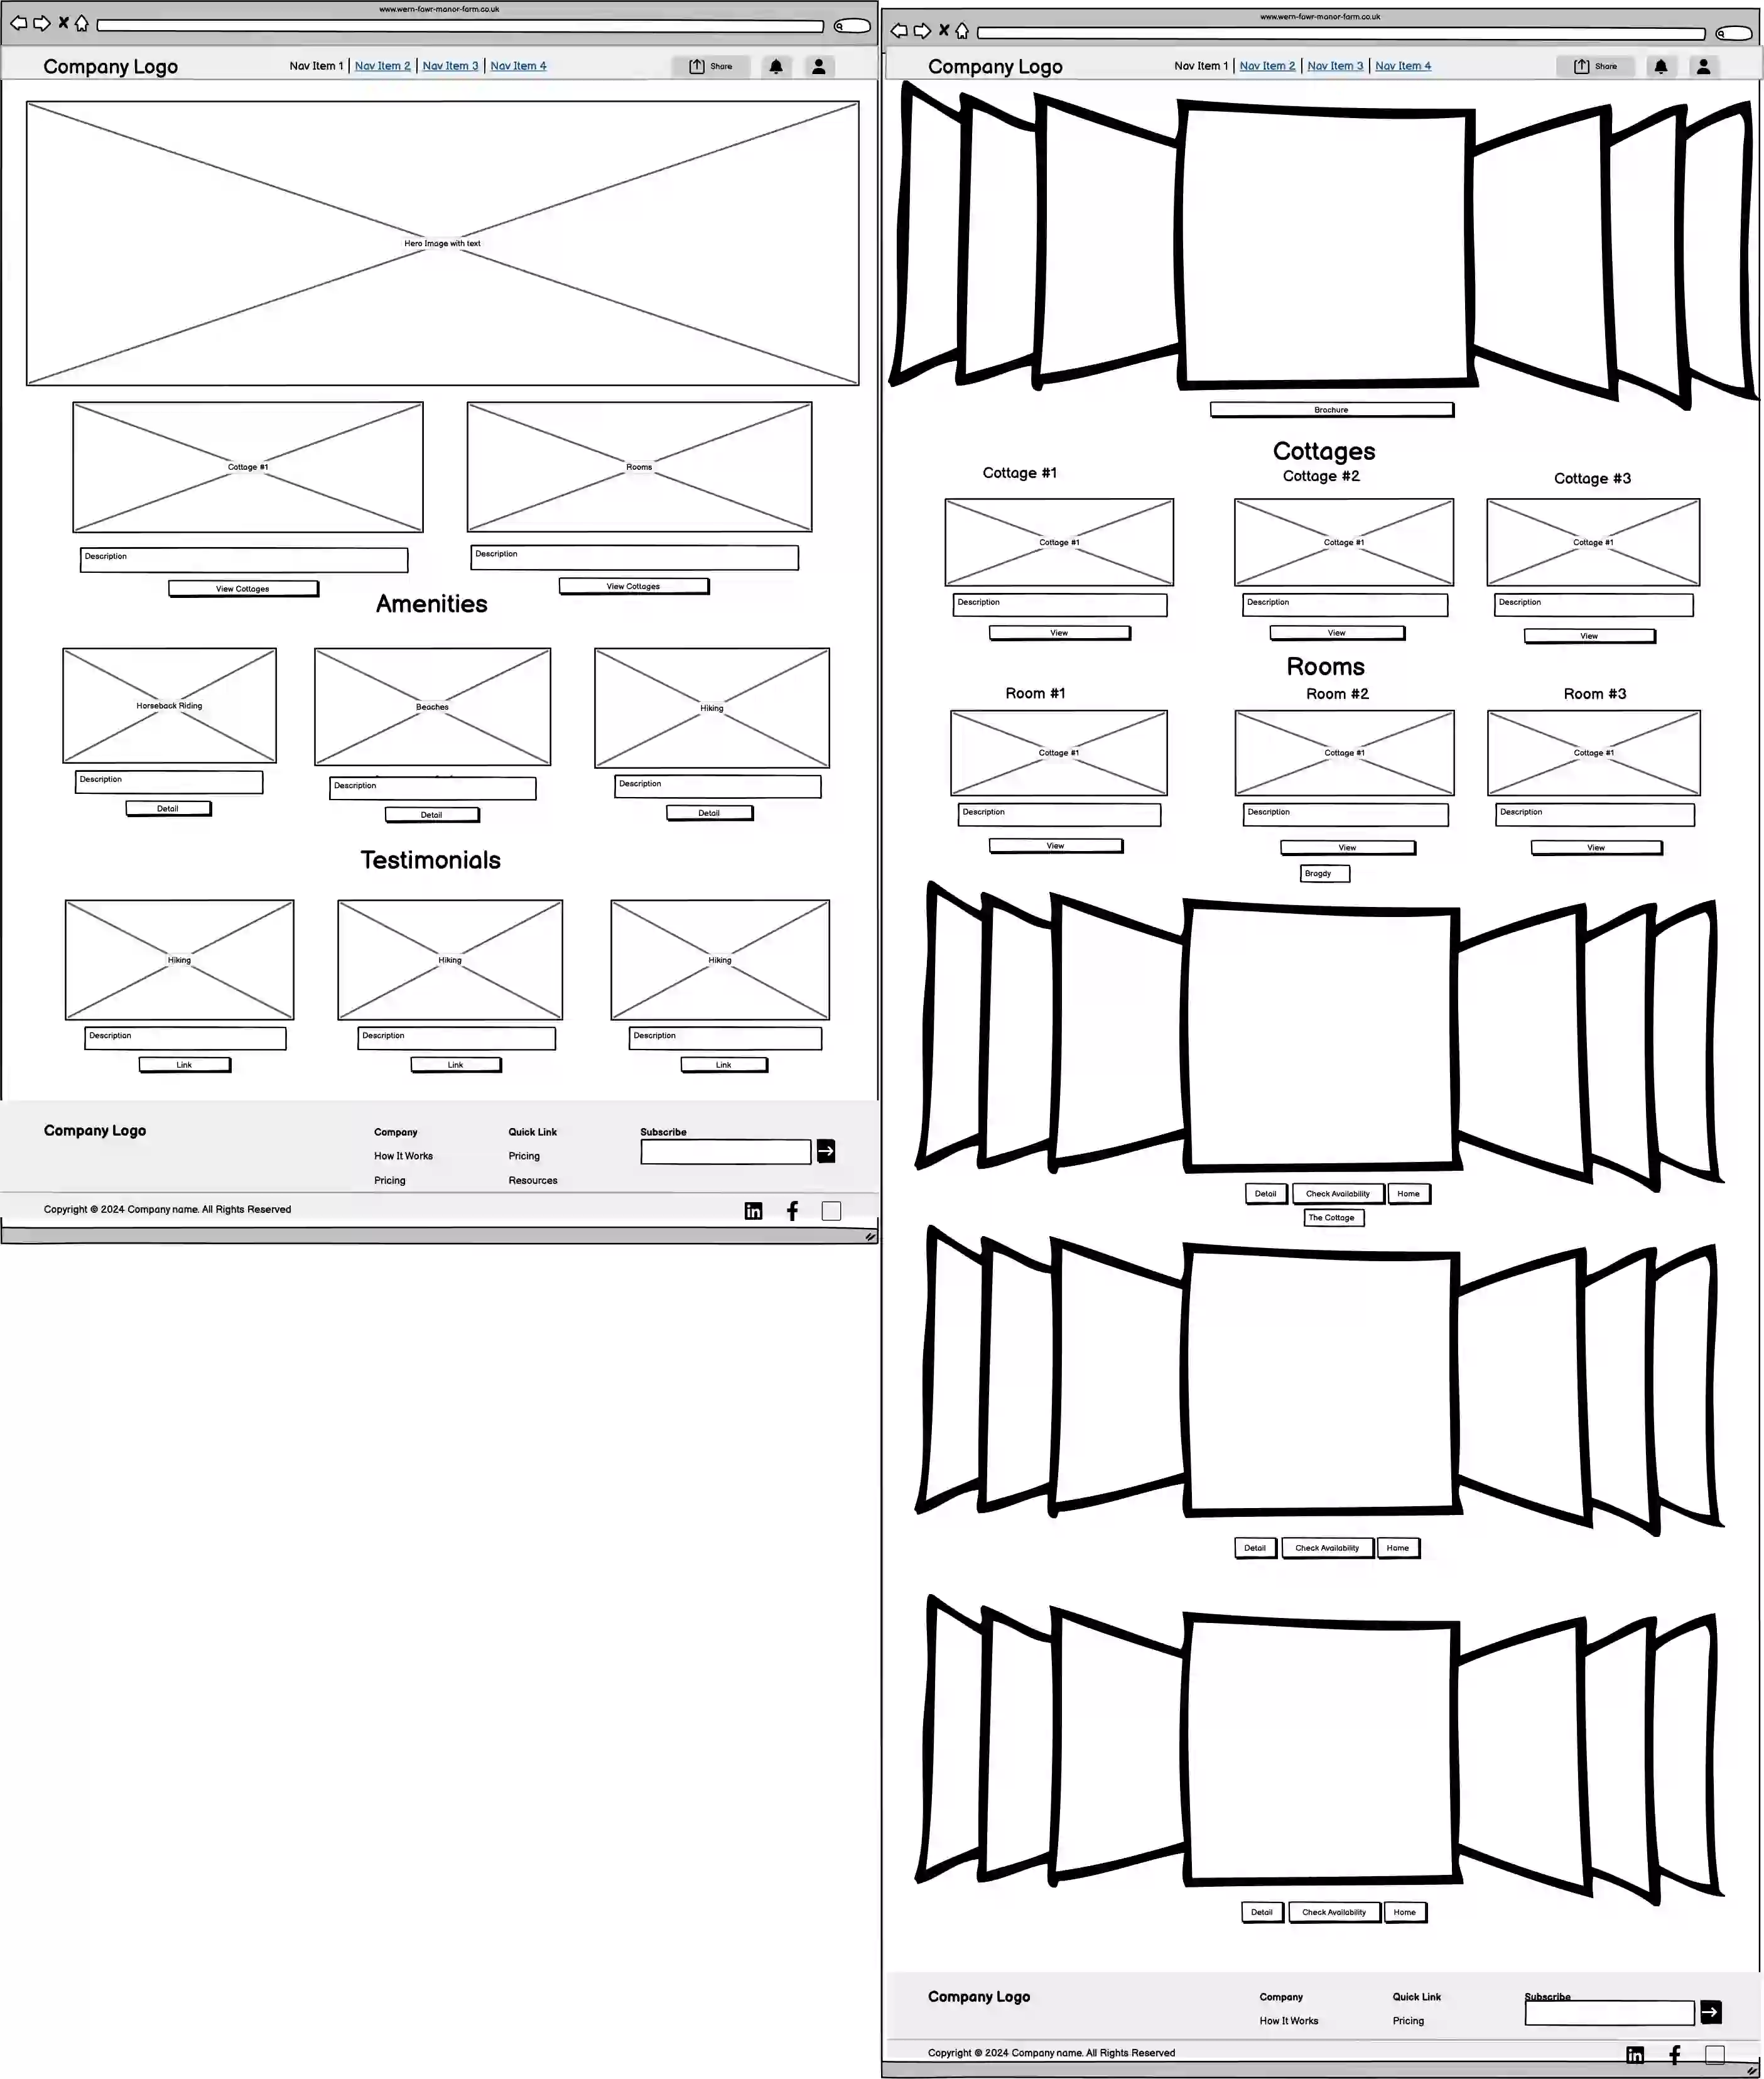 www.wern-fawr-manor-farm.co.uk
Company Logo
Nav Item 1 | Nav Item 2 | Nav Item 3 | Nav Item 4
Share
Hero Image with text
Cottage #1
Rooms
Description
Description
View Cottages
View Cottages
Amenities
Horseback Riding
Beaches
Hiking
Description
Description
Description
Detail
Detail
Detail
Testimonials
Hiking
Hiking
Hiking
Description
Description
Description
Link
Link
Link
Company Logo
Company
How It Works
Pricing
Quick Link
Pricing
Resources
Subscribe
Copyright © 2024 Company name. All Rights Reserved
www.wern-fawr-manor-farm.co.uk
Company Logo
Nav Item 1 | Nav Item 2 | Nav Item 3 | Nav Item 4
Share
Brochure
Cottages
Cottage #1
Cottage #2
Cottage #3
Cottage #1
Cottage #1
Cottage #1
Description
Description
Description
View
View
View
Rooms
Room #1
Room #2
Room #3
Cottage #1
Cottage #1
Cottage #1
Description
Description
Description
View
View
View
Bragdy
Detail
Check Availability
Home
The Cottage
Detail
Check Availability
Home
Detail
Check Availability
Home
Company Logo
Company
How It Works
Quick Link
Pricing
Subscribe
Copyright © 2024 Company name. All Rights Reserved